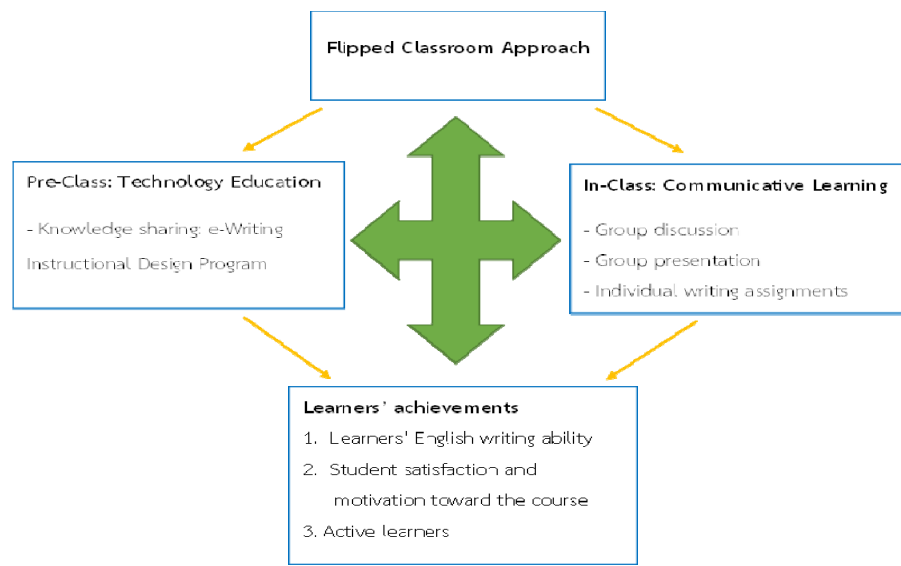 Flipped Classroom Approach
Pre-Class: Technology Education
- Knowledge sharing: e-Writing
Instructional Design Program
In-Class: Communicative Learning
- Group discussion
- Group presentation
- Individual writing assignments
Learners' achievements
1. Learners' English writing ability
2. Student satisfaction and
motivation toward the course
3. Active learners